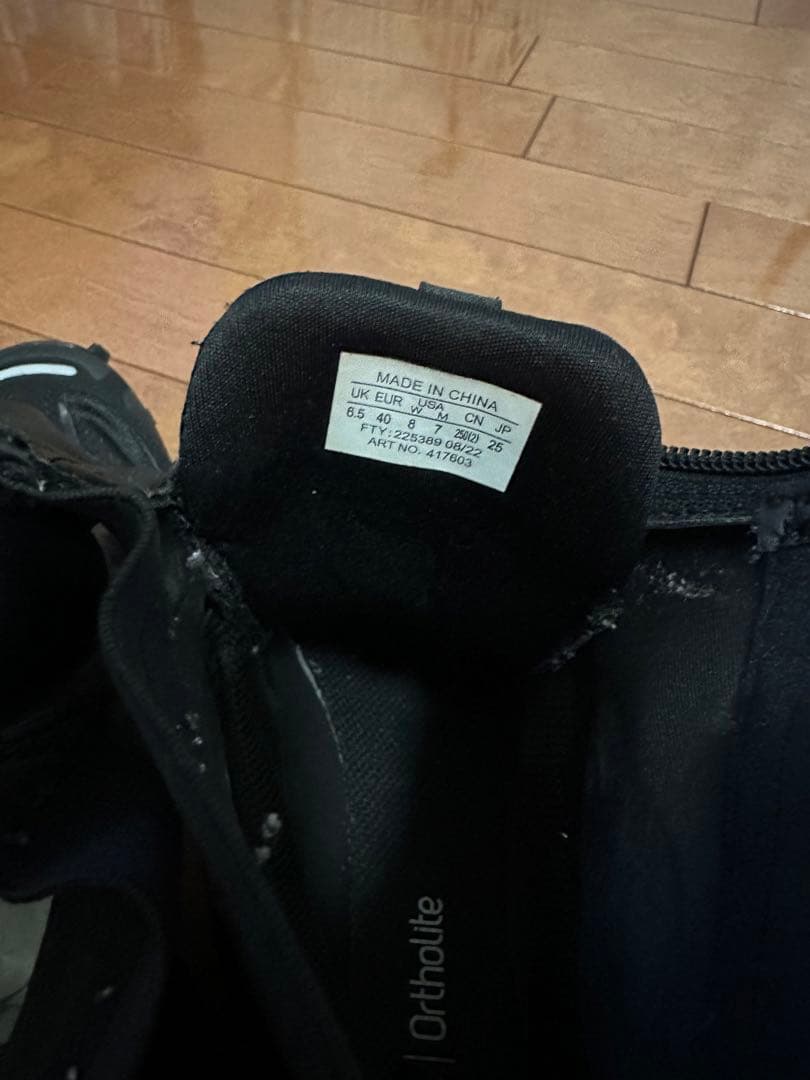 MADE IN CHINA
UK EUR USA CN JP
W M
6.5 40 8 7 250(2) 25
FTY: 225389 08/22
ART NO. 417603
| Ortholite